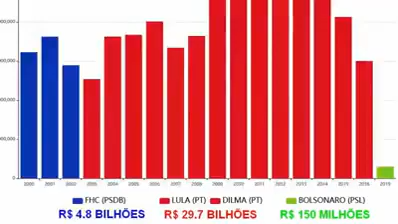 2000 2001 2002 2003 2004 2005 2006 2007 2008 2009 2010 2011 2012 2013 2014 2015 2016 2019
FHC (PSDB) LULA (PT) DILMA (PT) BOLSONARO (PSL)
R$ 4.8 BILHÕES R$ 29.7 BILHÕES R$ 150 MILHÕES